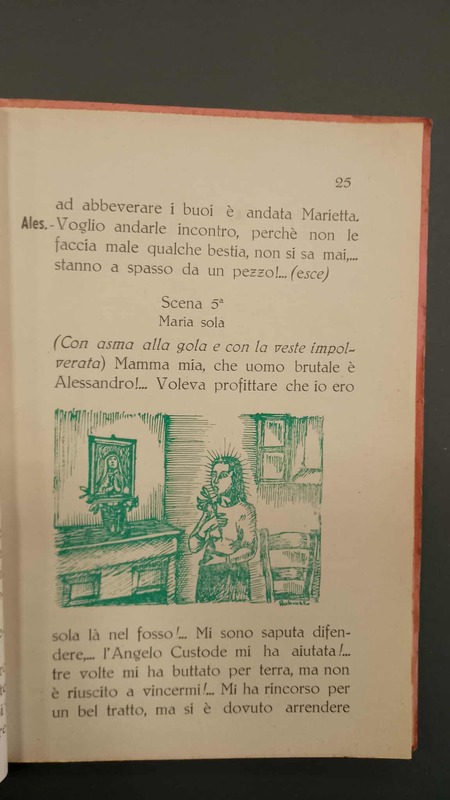 25
ad abbeverare i buoi è andata Marietta.
Ales.-Voglio andarle incontro, perchè non le
faccia male qualche bestia, non si sa mai,...
stanno a spasso da un pezzo!... (esce)
Scena 5ª
Maria sola
(Con asma alla gola e con la veste impol-
verata) Mamma mia, che uomo brutale è
Alessandro!... Voleva profittare che io ero
sola là nel fosso!... Mi sono saputa difen-
dere,... l'Angelo Custode mi ha aiutata!...
tre volte mi ha buttato per terra, ma non
è riuscito a vincermi!... Mi ha rincorso per
un bel tratto, ma si è dovuto arrendere